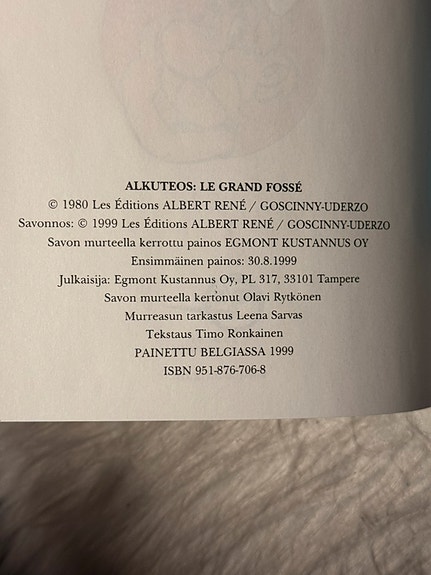 ALKUTEOS: LE GRAND FOSSÉ
© 1980 Les Éditions ALBERT RENÉ / GOSCINNY-UDERZO
Savonnos: © 1999 Les Éditions ALBERT RENÉ / GOSCINNY-UDERZO
Savon murteella kerrottu painos EGMONT KUSTANNUS OY
Ensimmäinen painos: 30.8.1999
Julkaisija: Egmont Kustannus Oy, PL 317, 33101 Tampere
Savon murteella kertonut Olavi Rytkönen
Murreasun tarkastus Leena Sarvas
Tekstaus Timo Ronkainen
PAINETTU BELGIASSA 1999
ISBN 951-876-706-8